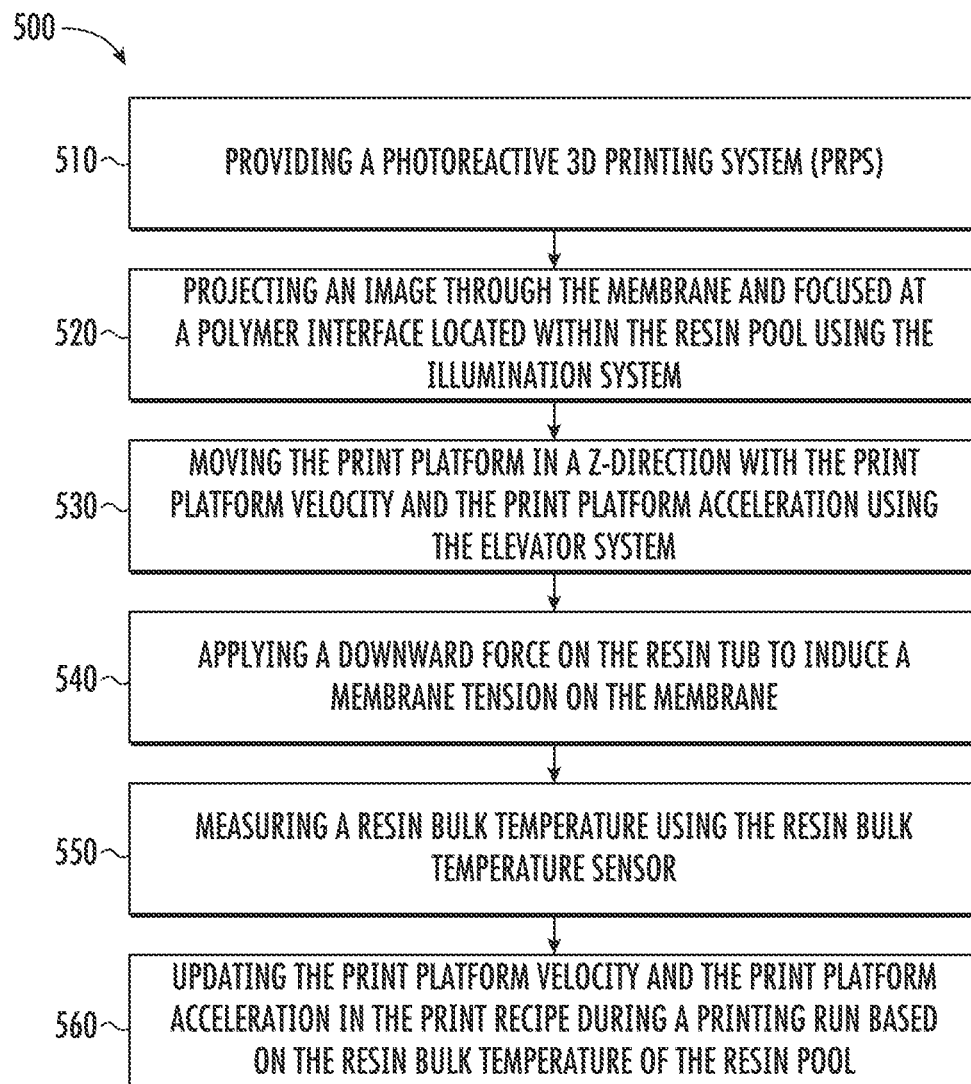 500
510
PROVIDING A PHOTOREACTIVE 3D PRINTING SYSTEM (PRPS)
520
PROJECTING AN IMAGE THROUGH THE MEMBRANE AND FOCUSED AT
A POLYMER INTERFACE LOCATED WITHIN THE RESIN POOL USING THE
ILLUMINATION SYSTEM
530
MOVING THE PRINT PLATFORM IN A Z-DIRECTION WITH THE PRINT
PLATFORM VELOCITY AND THE PRINT PLATFORM ACCELERATION USING
THE ELEVATOR SYSTEM
540
APPLYING A DOWNWARD FORCE ON THE RESIN TUB TO INDUCE A
MEMBRANE TENSION ON THE MEMBRANE
550
MEASURING A RESIN BULK TEMPERATURE USING THE RESIN BULK
TEMPERATURE SENSOR
560
UPDATING THE PRINT PLATFORM VELOCITY AND THE PRINT PLATFORM
ACCELERATION IN THE PRINT RECIPE DURING A PRINTING RUN BASED
ON THE RESIN BULK TEMPERATURE OF THE RESIN POOL